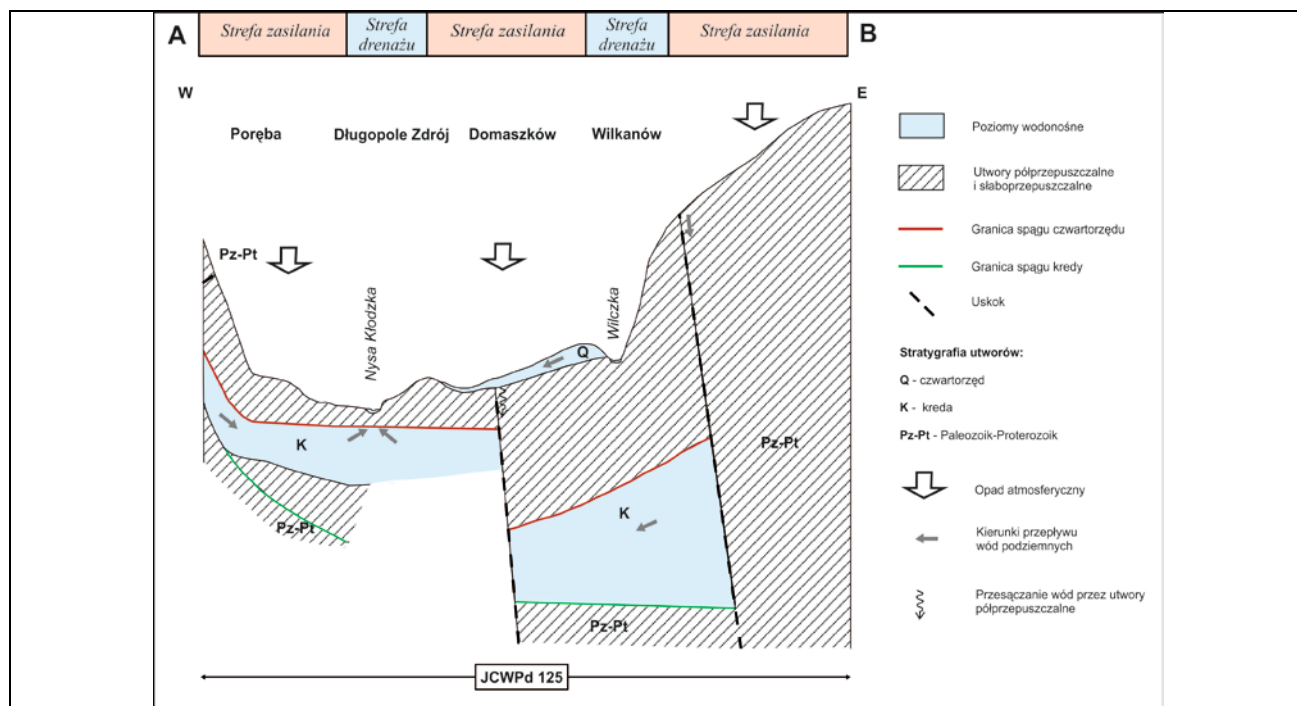 A
Strefa zasilania
Strefa
drenażu
Strefa zasilania
Strefa
drenażu
Strefa zasilania
B
W
E
Poręba
Długopole Zdrój
Domaszków
Wilkanów
Pz-Pt
Nysa Kłodzka
Wilczka
Q
K
K
Pz-Pt
Pz-Pt
Pz-Pt
JCWPd 125
Poziomy wodonośne
Utwory półprzepuszczalne
i słaboprzepuszczalne
Granica spągu czwartorzędu
Granica spągu kredy
Uskok
Stratygrafia utworów:
Q - czwartorzęd
K - kreda
Pz-Pt - Paleozoik-Proterozoik
Opad atmosferyczny
Kierunki przepływu
wód podziemnych
Przesączanie wód przez utwory
półprzepuszczalne